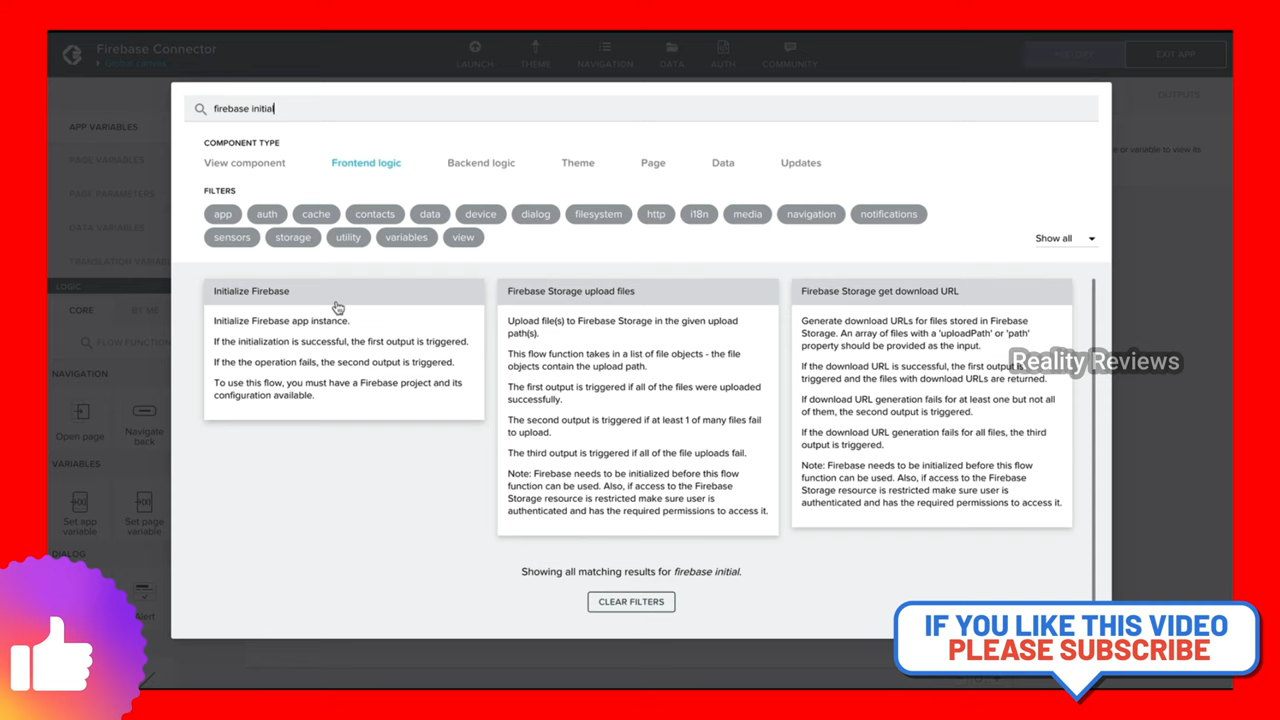 Firebase Connector
Global canvas
LAUNCH
THEME
NAVIGATION
DATA
AUTH
COMMUNITY
HISTORY
EXIT APP
firebase initial
COMPONENT TYPE
View component
Frontend logic
Backend logic
Theme
Page
Data
Updates
FILTERS
app
auth
cache
contacts
data
device
dialog
filesystem
http
i18n
media
navigation
notifications
sensors
storage
utility
variables
view
Show all
APP VARIABLES
PAGE VARIABLES
PAGE PARAMETERS
DATA VARIABLES
TRANSLATION VARIAB
LOGIC
CORE
BY ME
FLOW FUNCTION
NAVIGATION
Open page
Navigate
back
VARIABLES
Set app
variable
Set page
variable
DIALOG
Alert
OUTPUTS
e or variable to view its
Initialize Firebase
Initialize Firebase app instance.
If the initialization is successful, the first output is triggered.
If the the operation fails, the second output is triggered.
To use this flow, you must have a Firebase project and its
configuration available.
Firebase Storage upload files
Upload file(s) to Firebase Storage in the given upload
path(s).
This flow function takes in a list of file objects - the file
objects contain the upload path.
The first output is triggered if all of the files were uploaded
successfully.
The second output is triggered if at least 1 of many files fail
to upload.
The third output is triggered if all of the file uploads fail.
Note: Firebase needs to be initialized before this flow
function can be used. Also, if access to the Firebase
Storage resource is restricted make sure user is
authenticated and has the required permissions to access it.
Firebase Storage get download URL
Generate download URLs for files stored in Firebase
Storage. An array of files with a 'uploadPath' or 'path'
property should be provided as the input.
If the download URL is successful, the first output is
triggered and the files with download URLs are returned.
If download URL generation fails for at least one but not all
of them, the second output is triggered.
If the download URL generation fails for all files, the third
output is triggered.
Note: Firebase needs to be initialized before this flow
function can be used. Also, if access to the Firebase
Storage resource is restricted make sure user is
authenticated and has the required permissions to access it.
Reality Reviews
Showing all matching results for firebase initial.
CLEAR FILTERS
IF YOU LIKE THIS VIDEO
PLEASE SUBSCRIBE